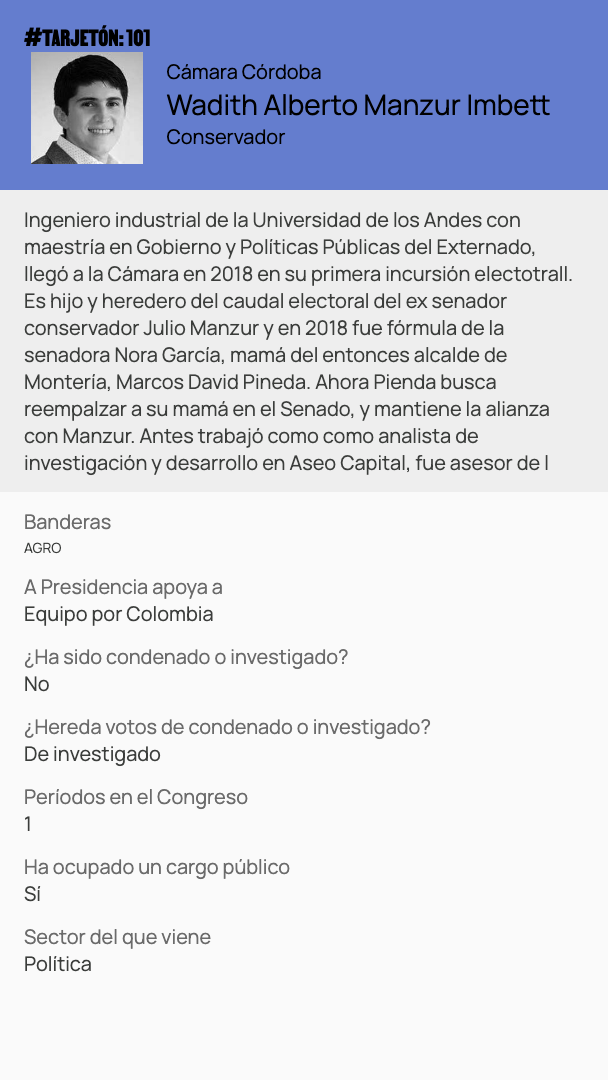 #TARJETÓN: 101
Cámara Córdoba
Wadith Alberto Manzur Imbett
Conservador
Ingeniero industrial de la Universidad de los Andes con
maestría en Gobierno y Políticas Públicas del Externado,
llegó a la Cámara en 2018 en su primera incursión electotrall.
Es hijo y heredero del caudal electoral del ex senador
conservador Julio Manzur y en 2018 fue fórmula de la
senadora Nora García, mamá del entonces alcalde de
Montería, Marcos David Pineda. Ahora Pienda busca
reempalzar a su mamá en el Senado, y mantiene la alianza
con Manzur. Antes trabajó como como analista de
investigación y desarrollo en Aseo Capital, fue asesor de l
Banderas
AGRO
A Presidencia apoya a
Equipo por Colombia
¿Ha sido condenado o investigado?
No
¿Hereda votos de condenado o investigado?
De investigado
Períodos en el Congreso
1
Ha ocupado un cargo público
Sí
Sector del que viene
Política